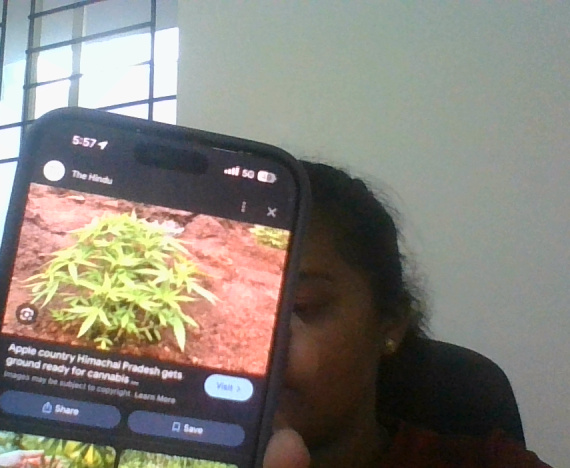 5:57
5G
The Hindu
Apple country Himachal Pradesh gets
ground ready for cannabis ...
Images may be subject to copyright. Learn More
Visit >
Share
Save